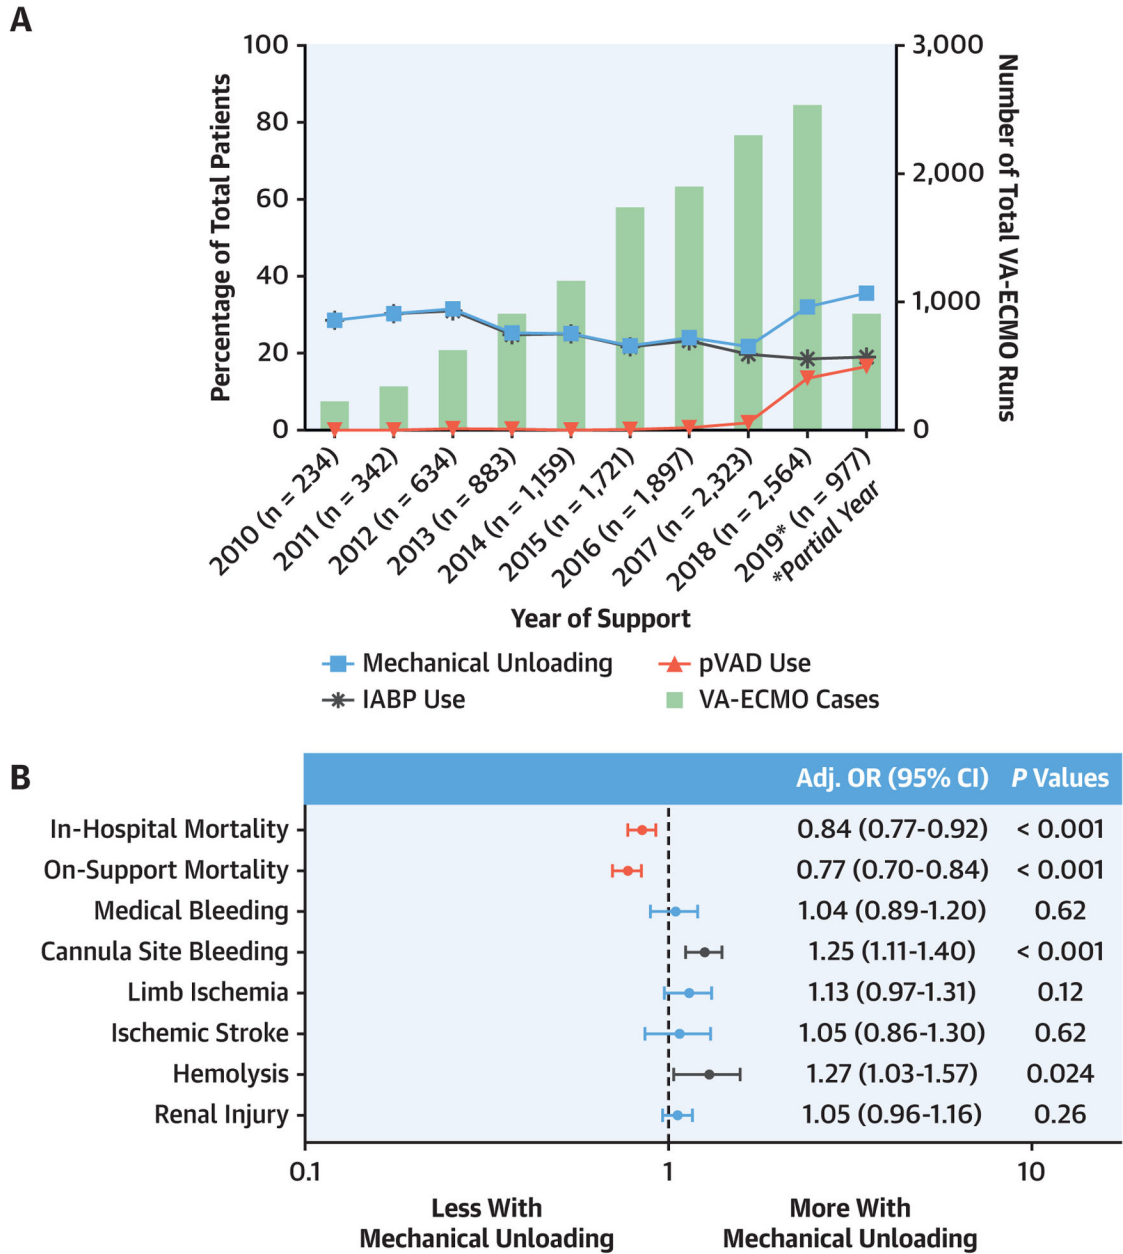 A
Percentage of Total Patients
100
80
60
40
20
0
3,000
2,000
1,000
0
Number of Total VA-ECMO Runs
2010 (n = 234)
2011 (n = 342)
2012 (n = 634)
2013 (n = 883)
2014 (n = 1,159)
2015 (n = 1,721)
2016 (n = 1,897)
2017 (n = 2,323)
2018 (n = 2,564)
2019* (n = 977)
*Partial Year
Year of Support
Mechanical Unloading
pVAD Use
IABP Use
VA-ECMO Cases
B
Adj. OR (95% CI) P Values
In-Hospital Mortality 0.84 (0.77-0.92) < 0.001
On-Support Mortality 0.77 (0.70-0.84) < 0.001
Medical Bleeding 1.04 (0.89-1.20) 0.62
Cannula Site Bleeding 1.25 (1.11-1.40) < 0.001
Limb Ischemia 1.13 (0.97-1.31) 0.12
Ischemic Stroke 1.05 (0.86-1.30) 0.62
Hemolysis 1.27 (1.03-1.57) 0.024
Renal Injury 1.05 (0.96-1.16) 0.26
0.1 1 10
Less With
Mechanical Unloading
More With
Mechanical Unloading